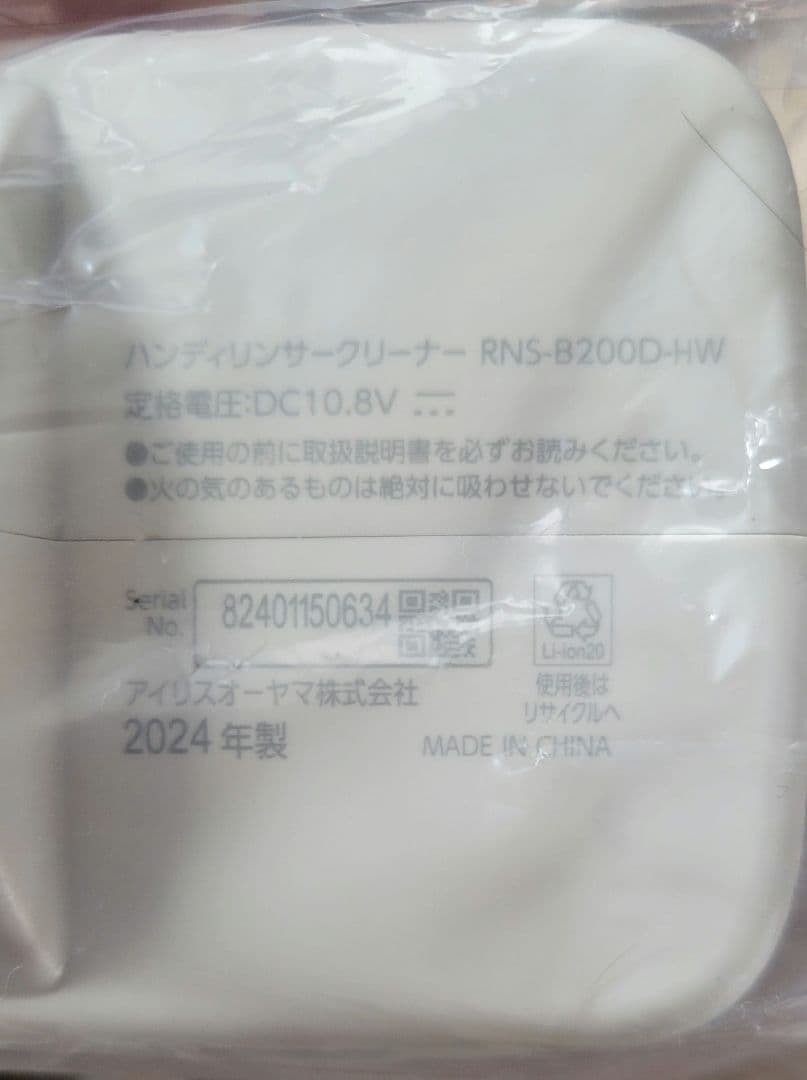 ハンディリンサークリーナー RNS-B200D-HW
定格電圧:DC10.8V
●ご使用の前に取扱説明書を必ずお読みください。
●火の気のあるものは絶対に吸わせないでください。
Serial No. 82401150634
Li-ion20
アイリスオーヤマ株式会社
使用後は
リサイクルへ
2024年製
MADE IN CHINA